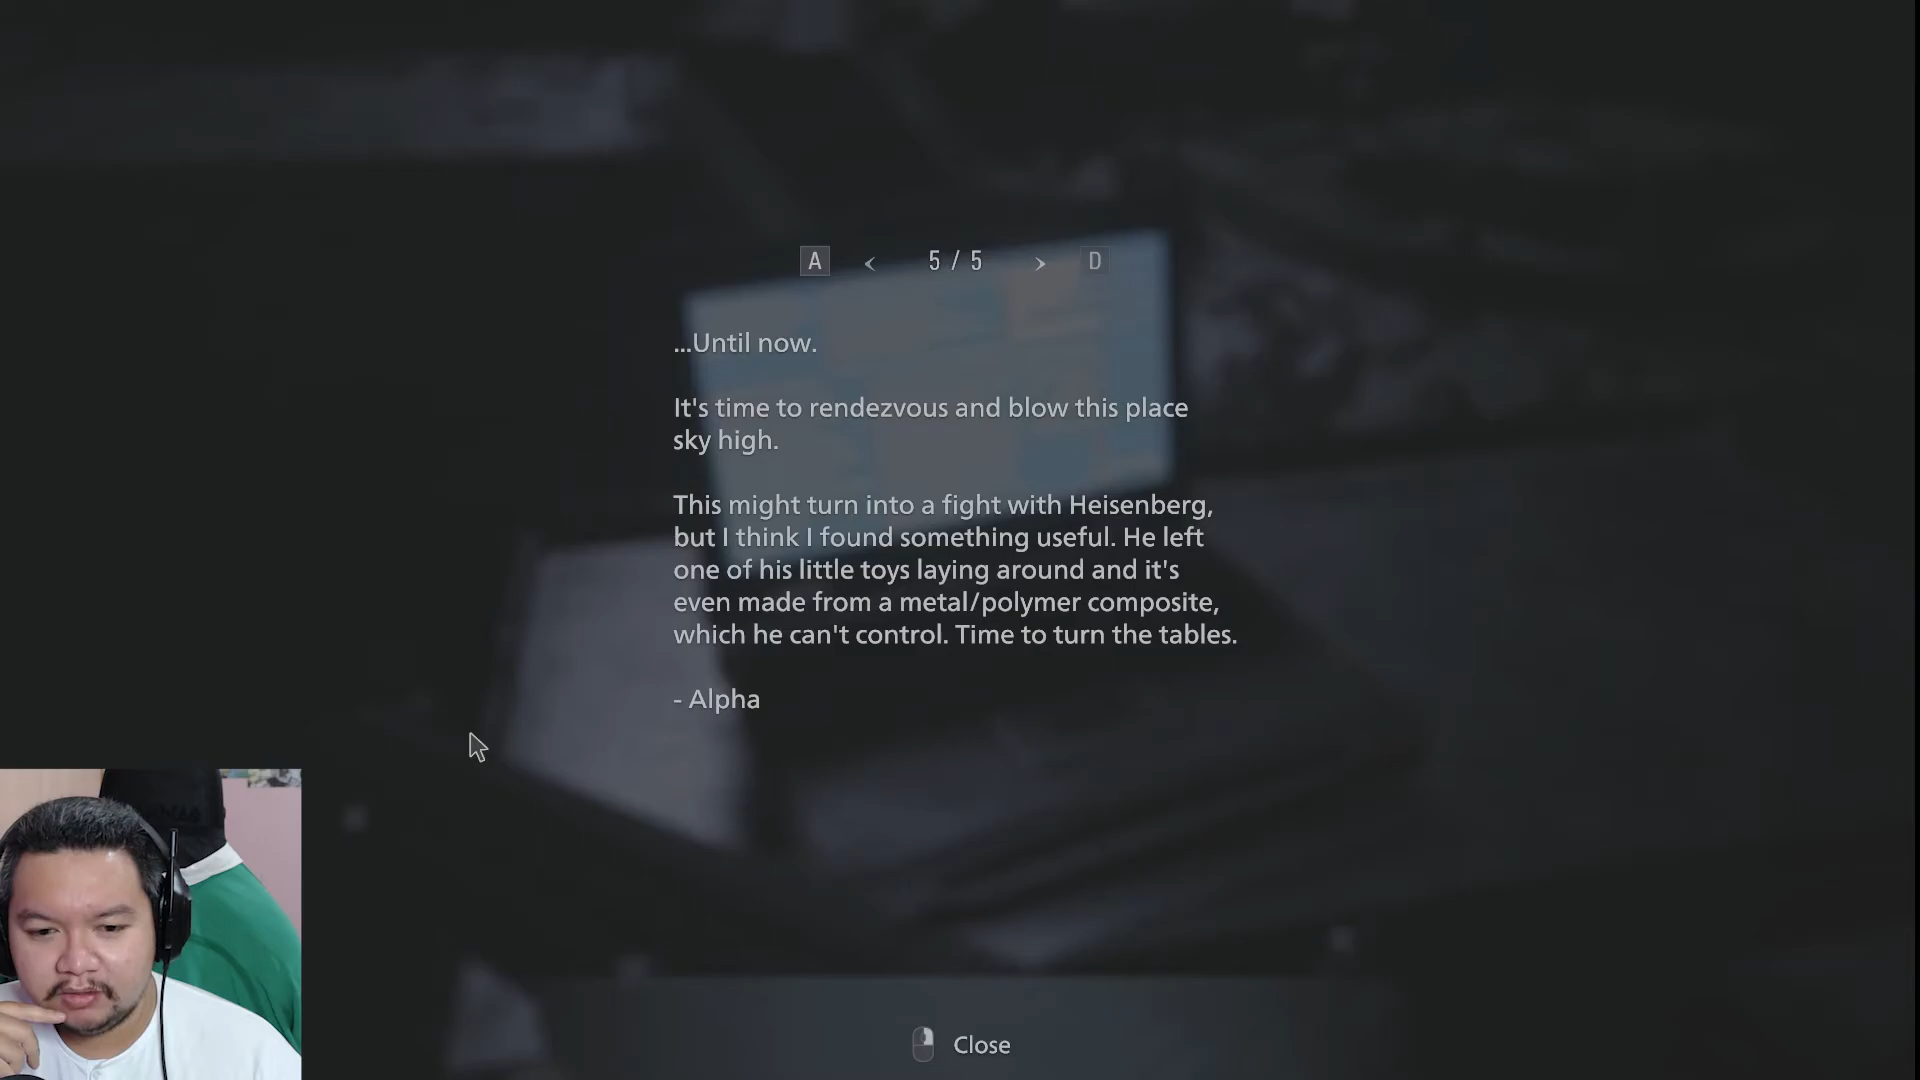 A < 5 / 5 > D
...Until now.
It's time to rendezvous and blow this place
sky high.
This might turn into a fight with Heisenberg,
but I think I found something useful. He left
one of his little toys laying around and it's
even made from a metal/polymer composite,
which he can't control. Time to turn the tables.
- Alpha
Close